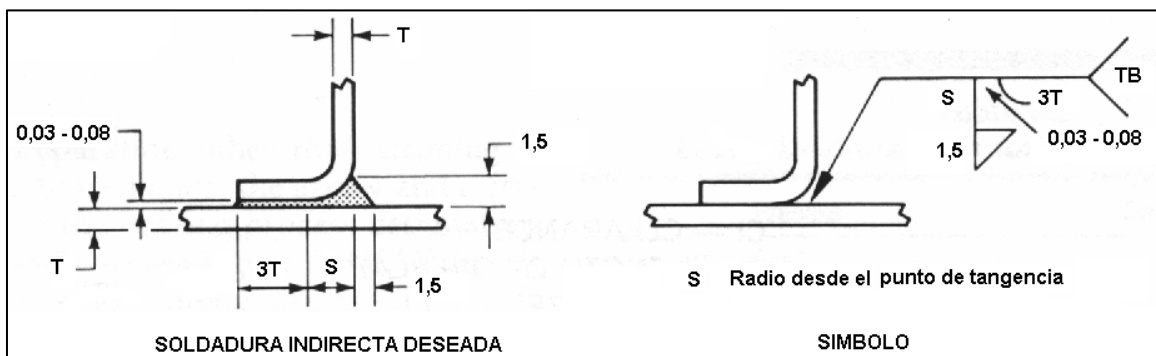 T
0,03 - 0,08
1,5
T
3T
S
1,5
SOLDADURA INDIRECTA DESEADA
TB
S
3T
0,03-0,08
1,5
S Radio desde el punto de tangencia
SIMBOLO